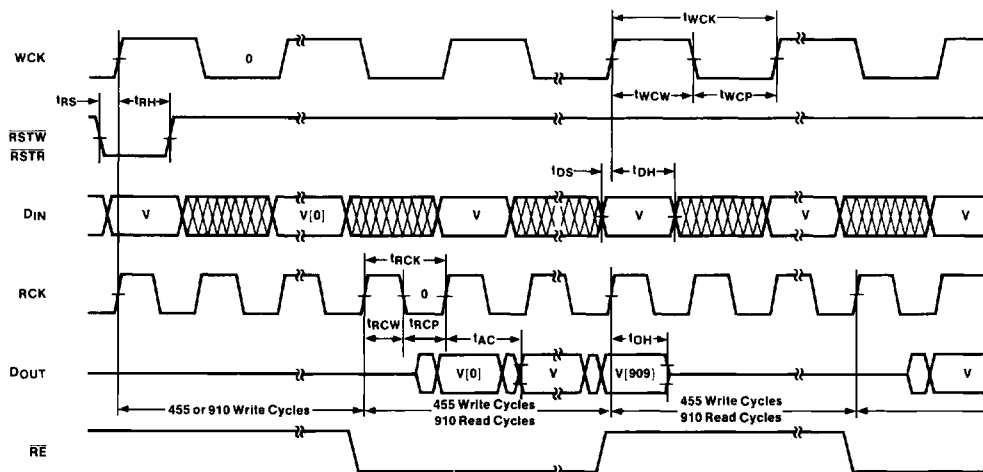 tWCK
WCK
0
tRS
tRH
tWCW
tWCP
RSTW
RSTR
tDS
tDH
DIN
V
V[0]
V
V
V
V
tRCK
RCK
0
tRCW
tRCP
tAC
tOH
DOUT
V[0]
V
V[909}
V
455 or 910 Write Cycles
455 Write Cycles
910 Read Cycles
455 Write Cycles
910 Read Cycles
RE